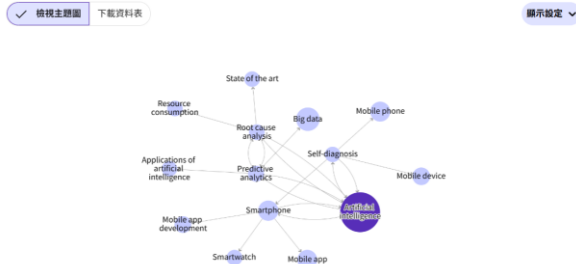 檢視主題圖
下載資料表
顯示設定
State of the art
Resource
consumption
Big data
Mobile phone
Root cause
analysis
Self-diagnosis
Applications of
artificial
intelligence
Predictive
analytics
Mobile device
Smartphone
Artificial
intelligence
Mobile app
development
Smartwatch
Mobile app